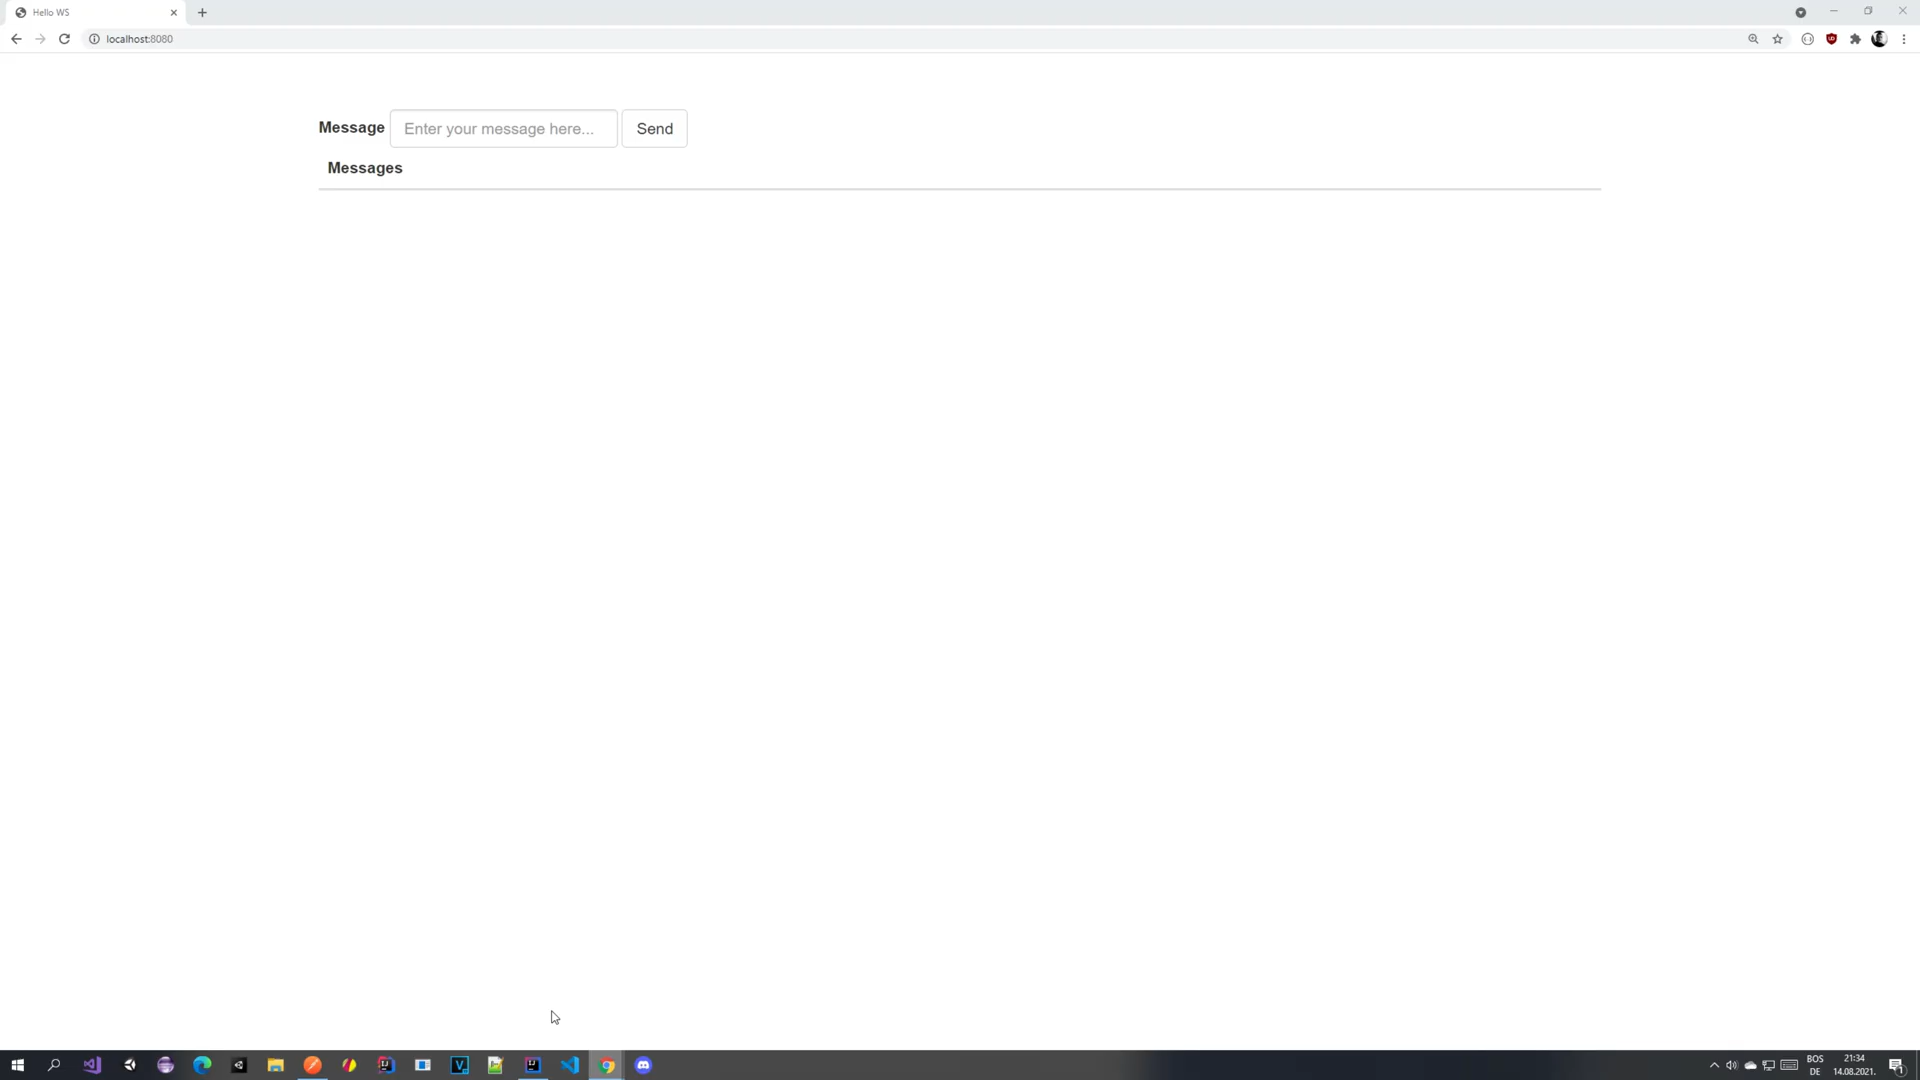 Hello WS
localhost:8080
Message Enter your message here... Send
Messages
BOS 21:34
DE 14.08.2021.